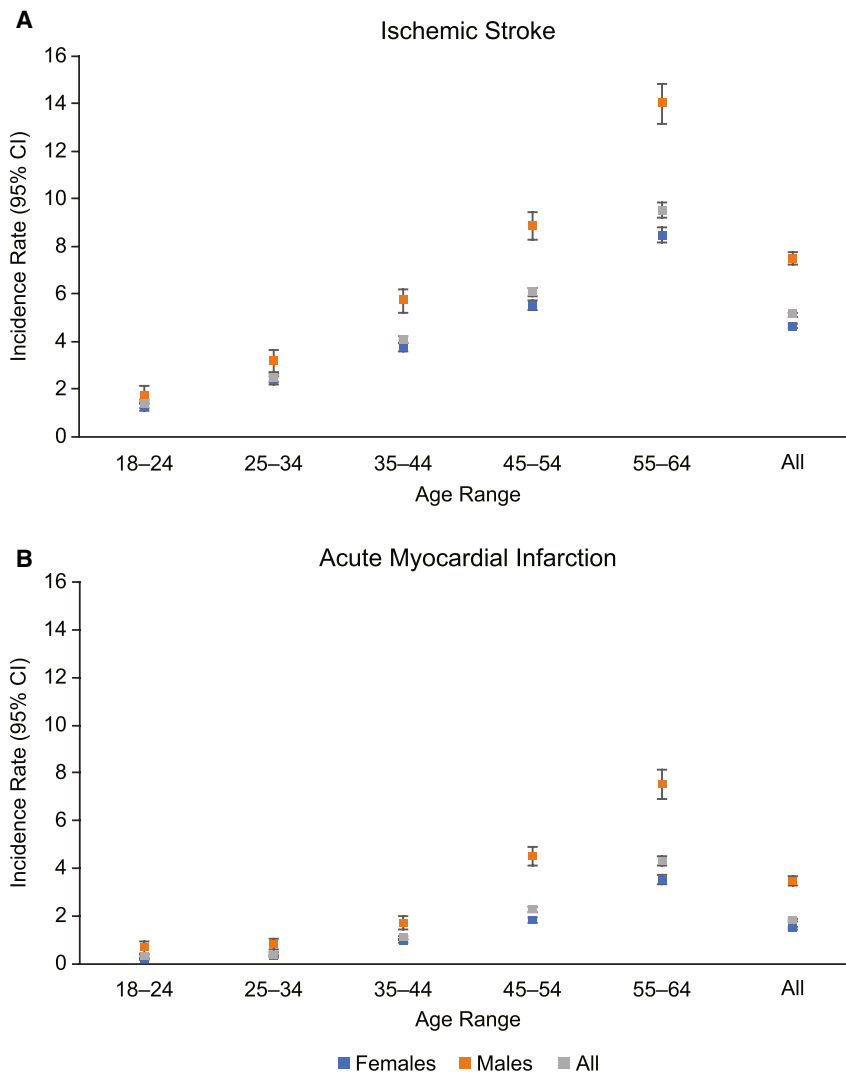 A
Ischemic Stroke
Incidence Rate (95% CI)
16
14
12
10
8
6
4
2
0
18–24 25–34 35–44 45–54 55–64 All
Age Range
B
Acute Myocardial Infarction
Incidence Rate (95% CI)
16
14
12
10
8
6
4
2
0
18–24 25–34 35–44 45–54 55–64 All
Age Range
Females Males All